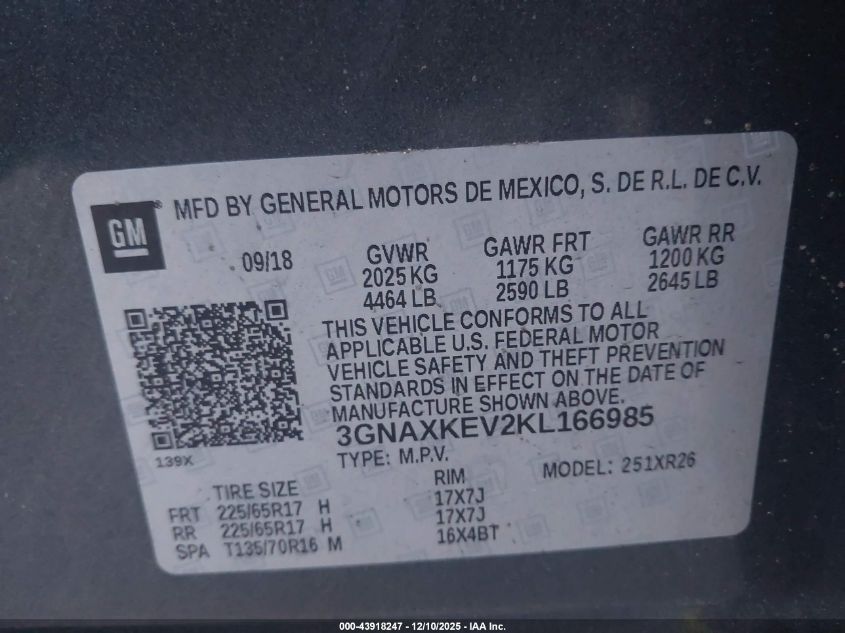 GM
® MFD BY GENERAL MOTORS DE MEXICO, S. DE R.L. DE C.V.
09/18
GVWR GAWR FRT GAWR RR
2025 KG 1175 KG 1200 KG
4464 LB 2590 LB 2645 LB
THIS VEHICLE CONFORMS TO ALL
APPLICABLE U.S. FEDERAL MOTOR
VEHICLE SAFETY AND THEFT PREVENTION
STANDARDS IN EFFECT ON THE DATE OF
MANUFACTURE SHOWN ABOVE.
3GNAXKEV2KL166985
139X
TYPE: M.P.V. MODEL: 251XR26
TIRE SIZE RIM
FRT 225/65R17 H 17X7J
RR 225/65R17 H 17X7J
SPA T135/70R16 M 16X4BT
000-43918247 - 12/10/2025 - IAA Inc.